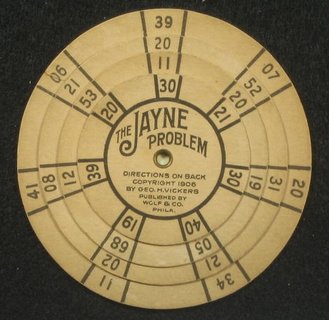 39
20
11
30
07
20
52
21
30 19 31 20
40
05
21
34
19
68
02
11
41 08 12 39
06
21
53
20
THE JAYNE
PROBLEM
DIRECTIONS ON BACK
COPYRIGHT 1906
BY GEO. H. VICKERS
PUBLISHED BY
WOLF & CO.
PHILA.